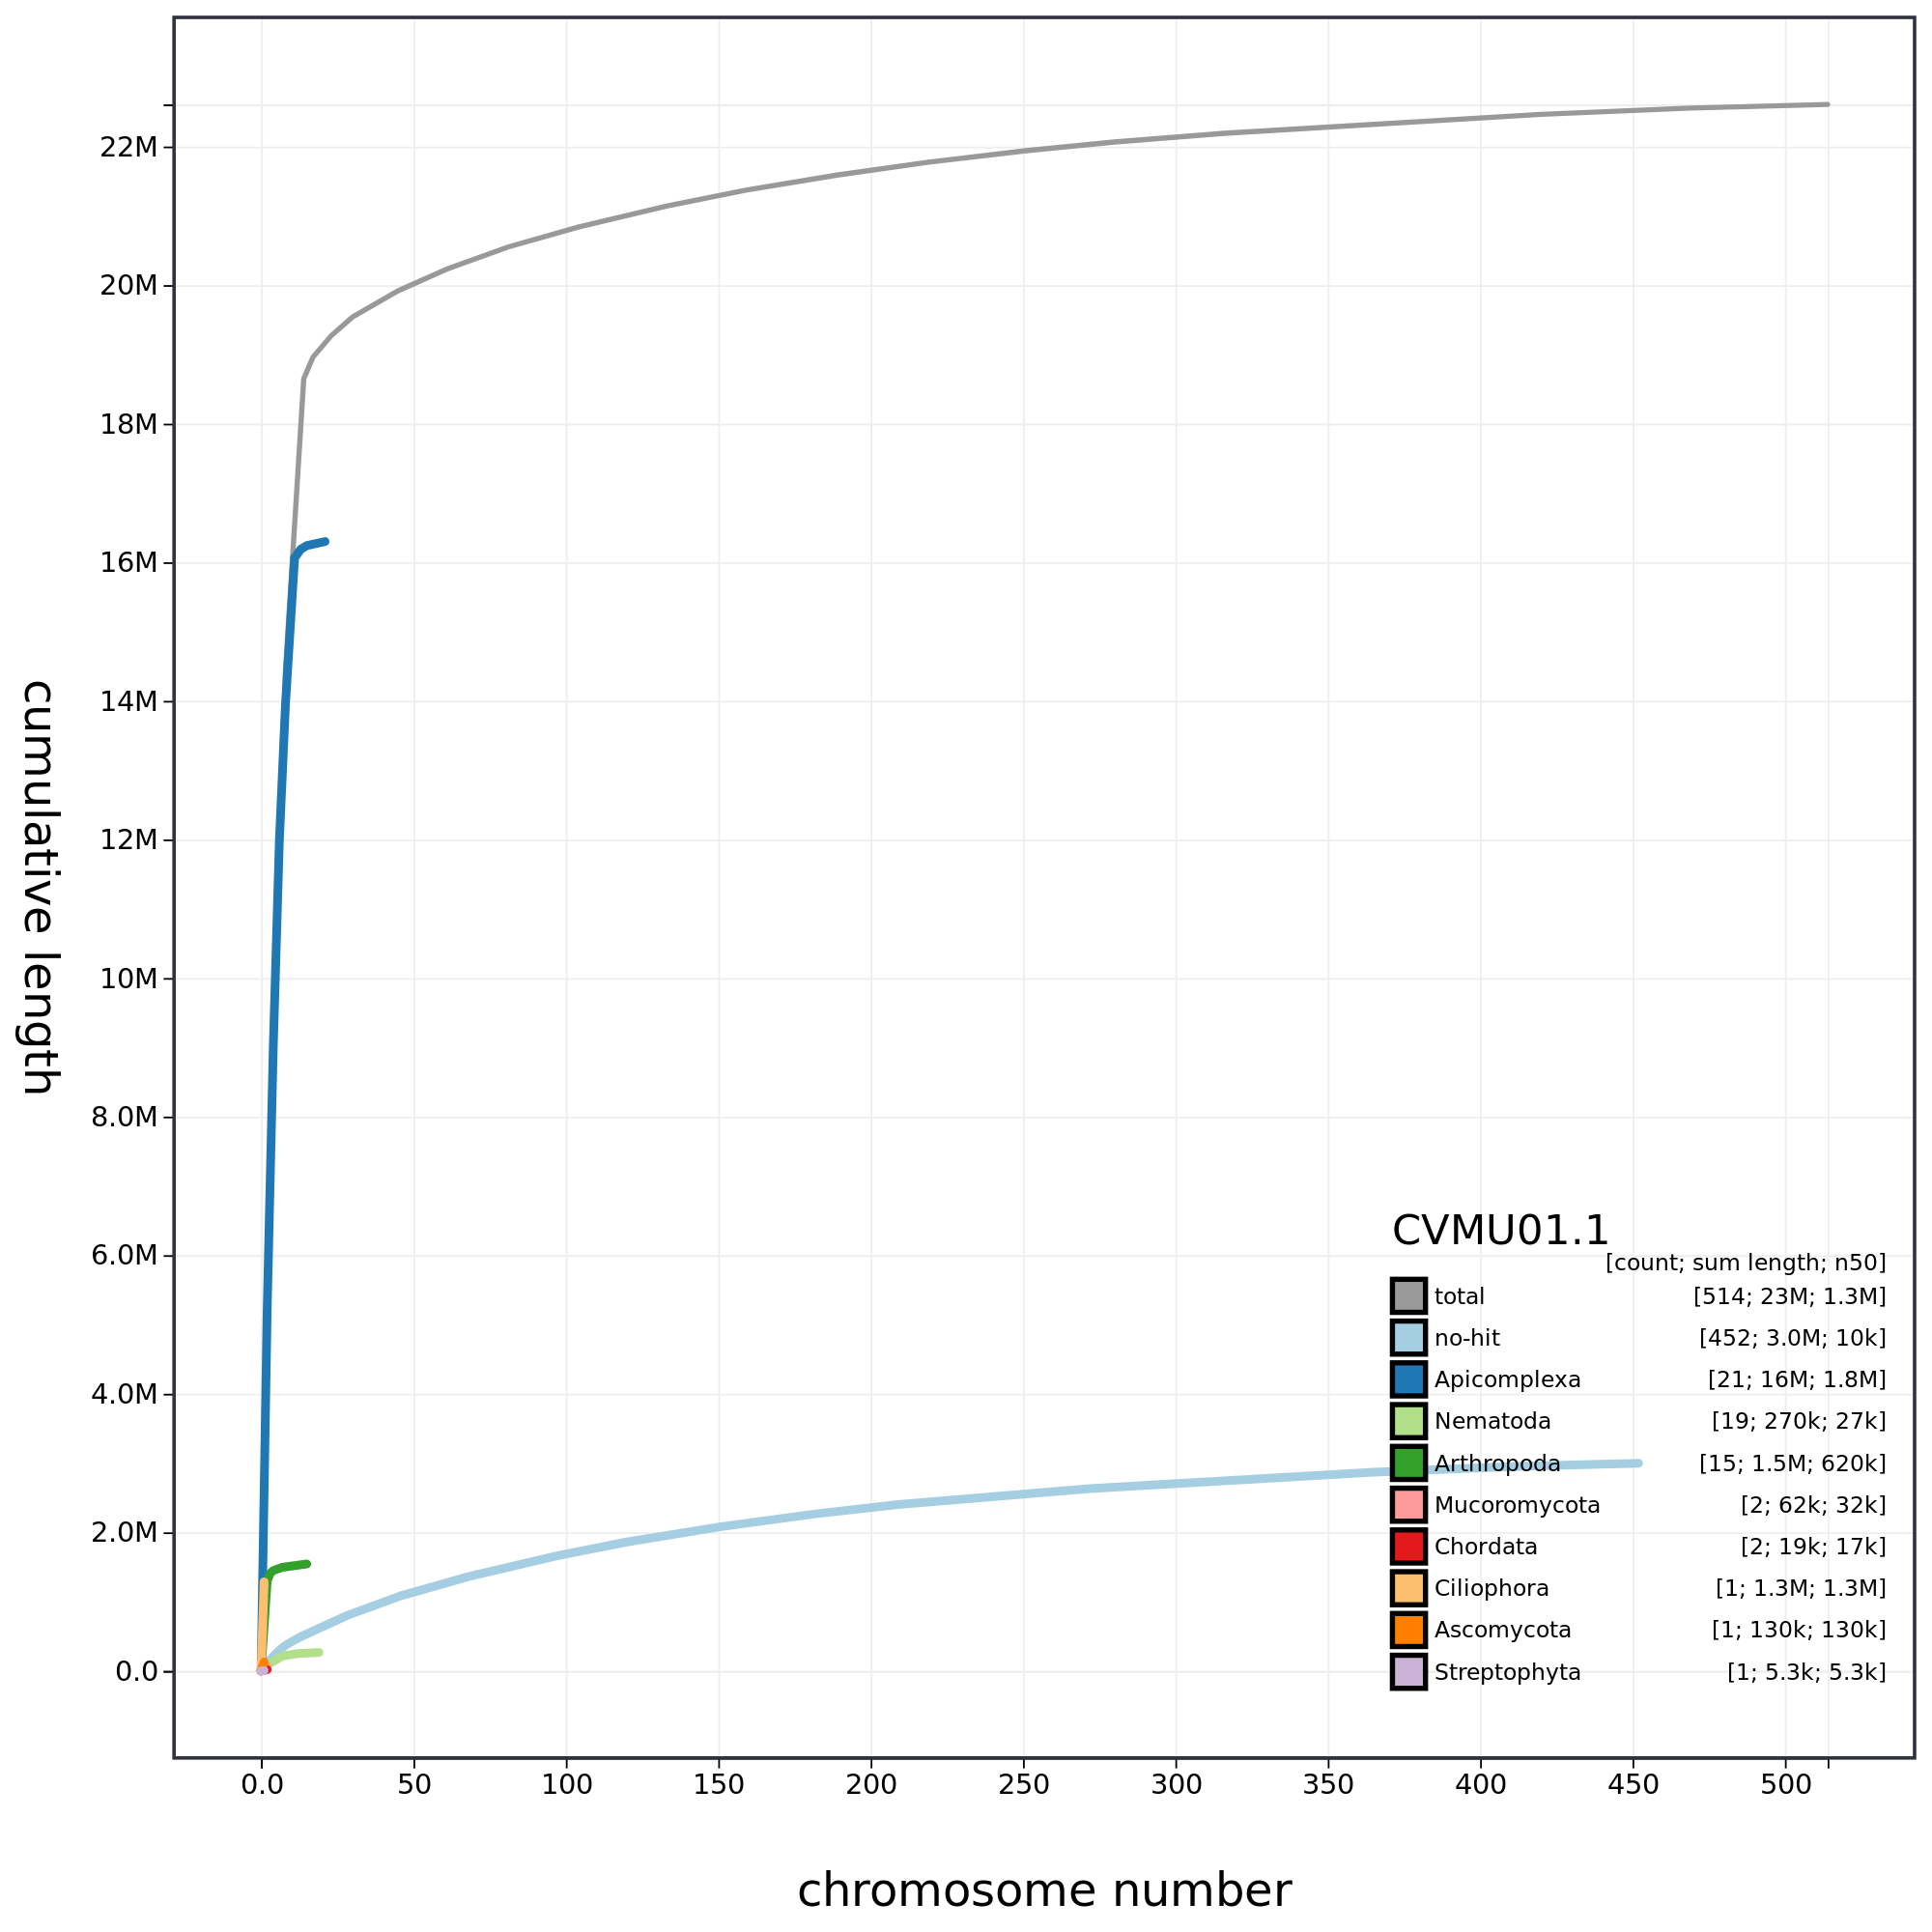 22M
20M
18M
16M
14M
12M
10M
8.0M
6.0M
4.0M
2.0M
0.0
cumulative length
CVMU01.1
[count; sum length; n50]
total [514; 23M; 1.3M]
no-hit [452; 3.0M; 10k]
Apicomplexa [21; 16M; 1.8M]
Nematoda [19; 270k; 27k]
Arthropoda [15; 1.5M; 620k]
Mucoromycota [2; 62k; 32k]
Chordata [2; 19k; 17k]
Ciliophora [1; 1.3M; 1.3M]
Ascomycota [1; 130k; 130k]
Streptophyta [1; 5.3k; 5.3k]
0.0 50 100 150 200 250 300 350 400 450 500
chromosome number